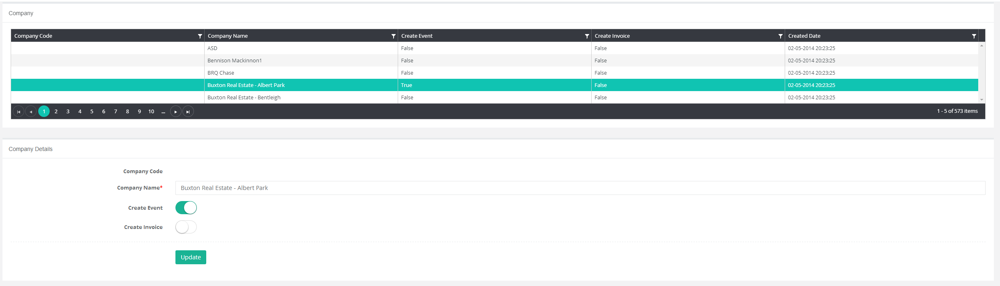 Company
Company Code Company Name Create Event Create Invoice Created Date
ASD False False 02-05-2014 20:23:25
Bennison Mackinnon1 False False 02-05-2014 20:23:25
BRQ Chase False False 02-05-2014 20:23:25
Buxton Real Estate - Albert Park True False 02-05-2014 20:23:25
Buxton Real Estate - Bentleigh False False 02-05-2014 20:23:25
1 2 3 4 5 6 7 8 9 10 ... 1 - 5 of 573 items
Company Details
Company Code
Company Name* Buxton Real Estate - Albert Park
Create Event
Create Invoice
Update